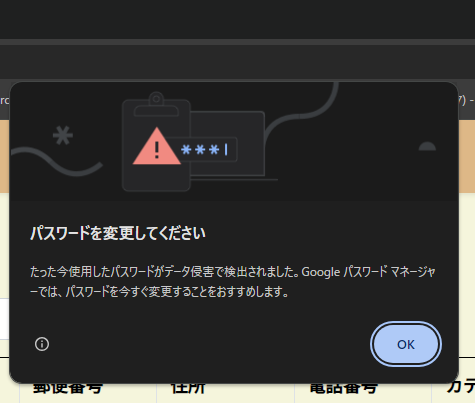 パスワードを変更してください
たった今使用したパスワードがデータ侵害で検出されました。Google パスワード マネージャ
ーでは、パスワードを今すぐ変更することをおすすめします。
OK
郵便番号 住所 電話番号 カテ